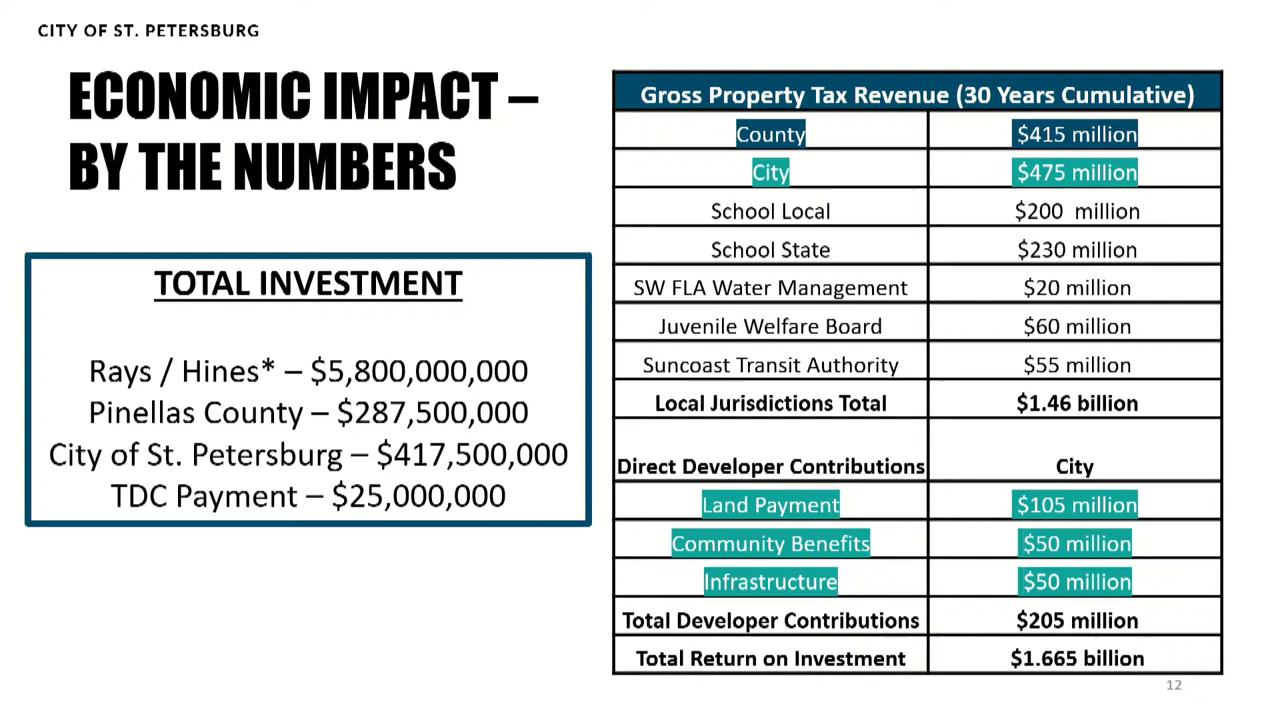 CITY OF ST. PETERSBURG
ECONOMIC IMPACT –
BY THE NUMBERS
TOTAL INVESTMENT
Rays / Hines* – $5,800,000,000
Pinellas County – $287,500,000
City of St. Petersburg – $417,500,000
TDC Payment – $25,000,000
Gross Property Tax Revenue (30 Years Cumulative)
County $415 million
City $475 million
School Local $200 million
School State $230 million
SW FLA Water Management $20 million
Juvenile Welfare Board $60 million
Suncoast Transit Authority $55 million
Local Jurisdictions Total $1.46 billion
Direct Developer Contributions City
Land Payment $105 million
Community Benefits $50 million
Infrastructure $50 million
Total Developer Contributions $205 million
Total Return on Investment $1.665 billion
12